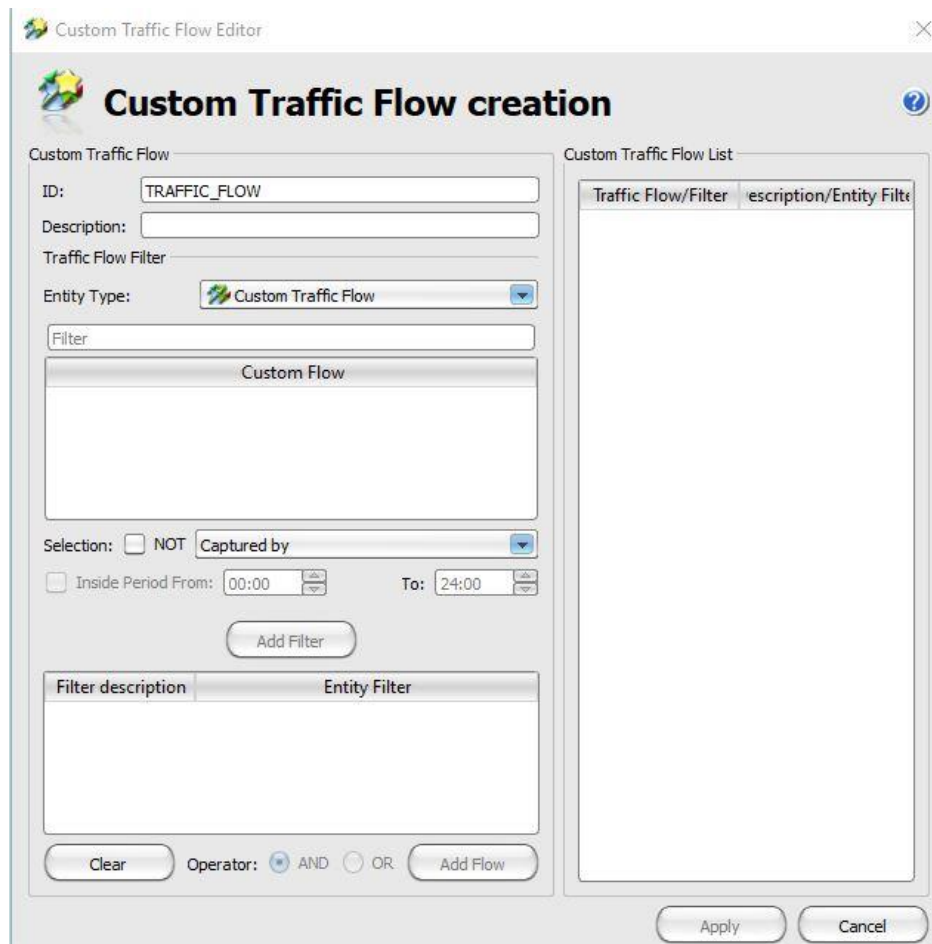 Custom Traffic Flow Editor
Custom Traffic Flow creation
Custom Traffic Flow
ID: TRAFFIC_FLOW
Description:
Traffic Flow Filter
Entity Type: Custom Traffic Flow
Filter
Custom Flow
Selection: NOT Captured by
Inside Period From: 00:00 To: 24:00
Add Filter
Filter description Entity Filter
Clear Operator: AND OR Add Flow
Custom Traffic Flow List
Traffic Flow/Filter escription/Entity Filte
Apply Cancel